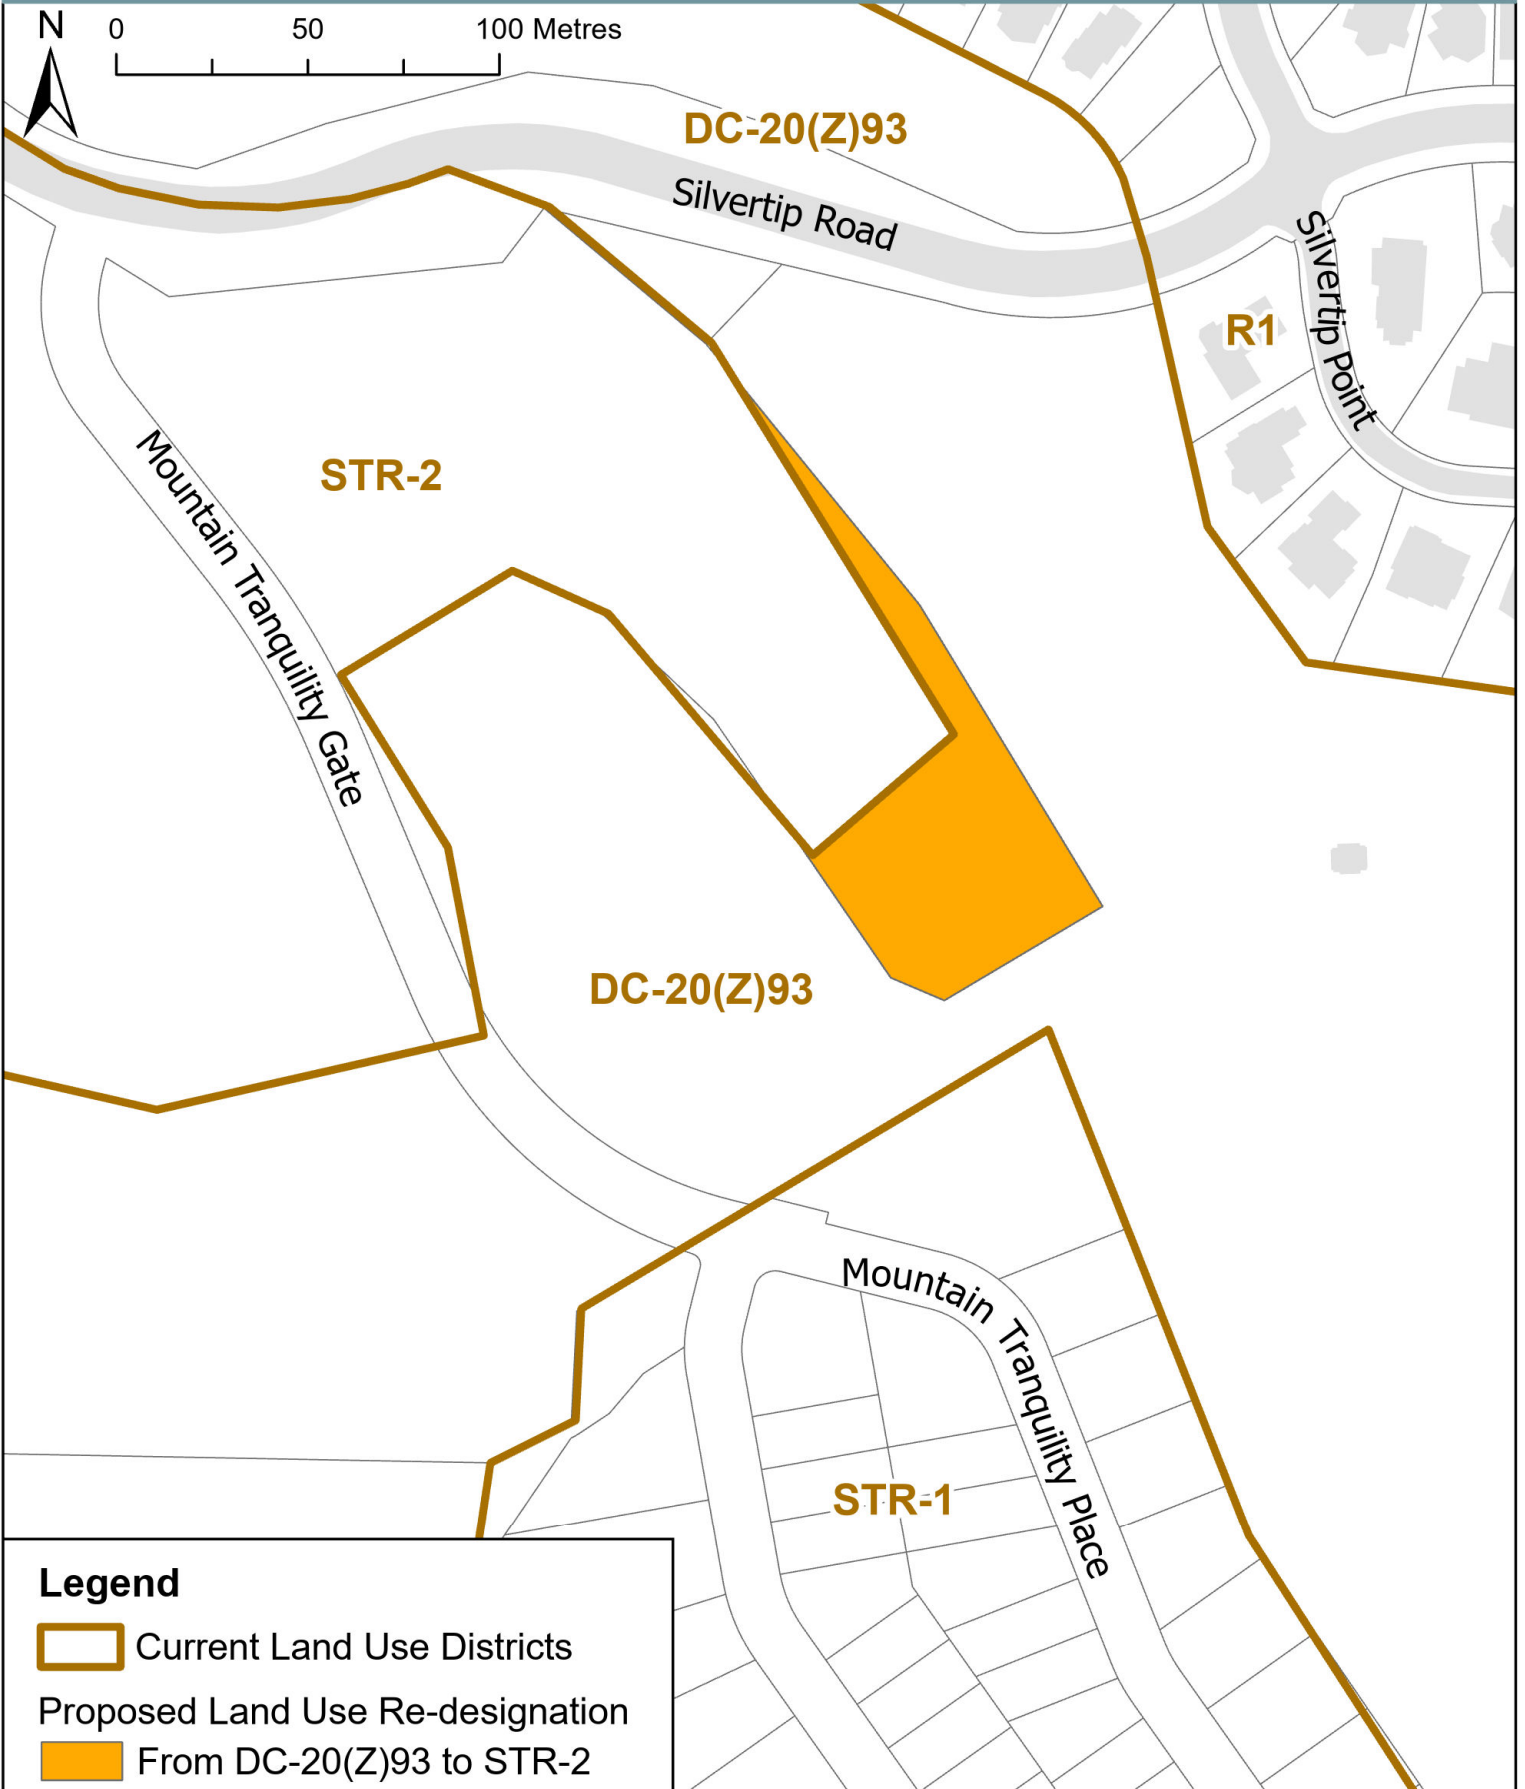 N
0 50 100 Metres
DC-20(Z)93
Silvertip Road
Silvertip Point
R1
STR-2
Mountain Tranquility Gate
DC-20(Z)93
Mountain Tranquility Place
STR-1
Legend
Current Land Use Districts
Proposed Land Use Re-designation
From DC-20(Z)93 to STR-2